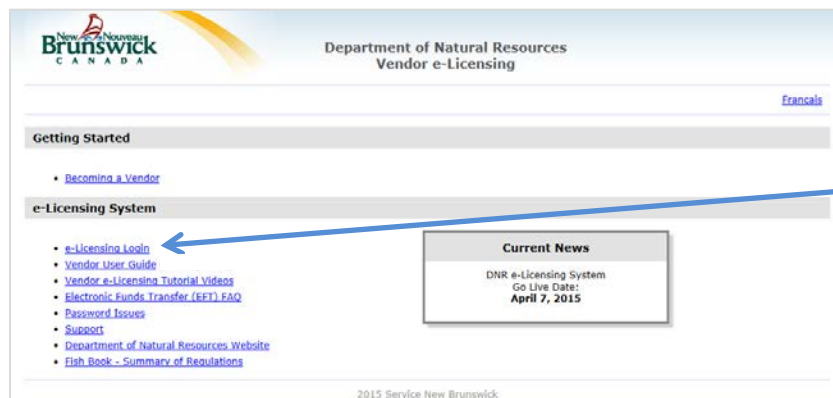 New Nouveau
Brunswick
CANADA
Department of Natural Resources
Vendor e-Licensing
Français
Getting Started
Becoming a Vendor
e-Licensing System
e-Licensing Login
Vendor User Guide
Vendor e-Licensing Tutorial Videos
Electronic Funds Transfer (EFT) FAQ
Password Issues
Support
Department of Natural Resources Website
Fish Book - Summary of Regulations
Current News
DNR e-Licensing System
Go Live Date:
April 7, 2015
2015 Service New Brunswick